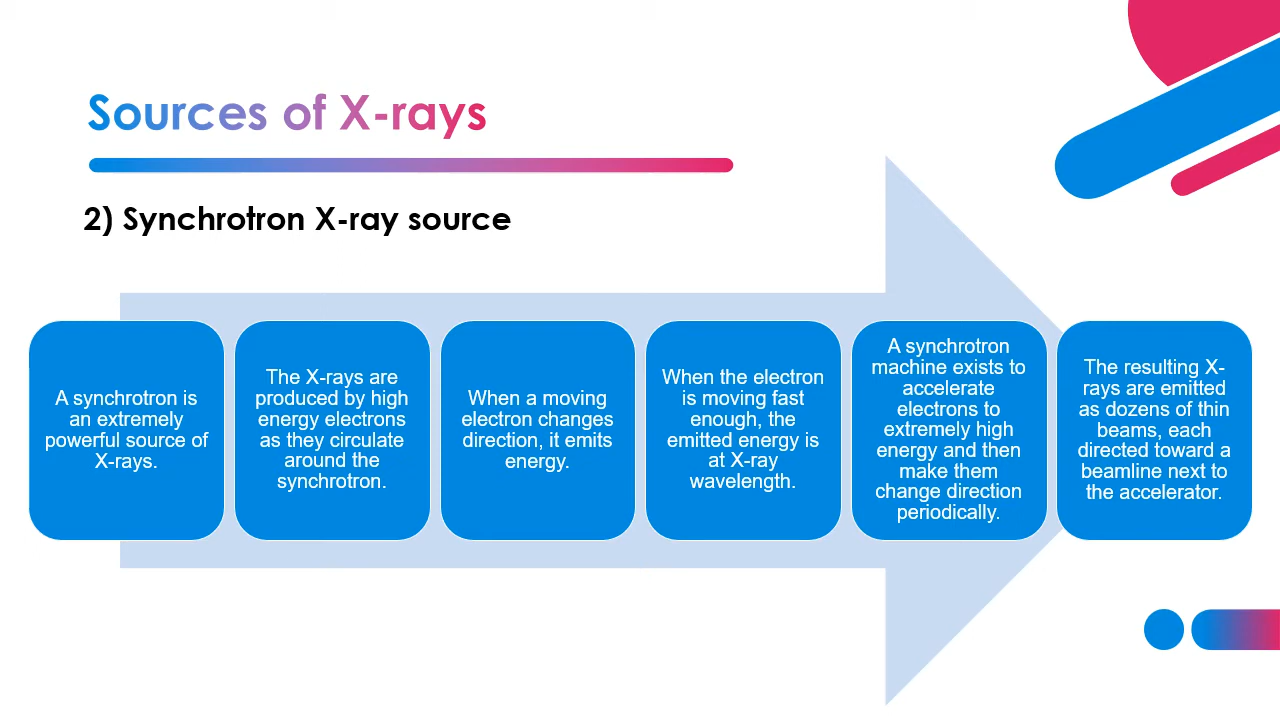 Sources of X-rays
2) Synchrotron X-ray source
A synchrotron is
an extremely
powerful source of
X-rays.
The X-rays are
produced by high
energy electrons
as they circulate
around the
synchrotron.
When a moving
electron changes
direction, it emits
energy.
When the electron
is moving fast
enough, the
emitted energy is
at X-ray
wavelength.
A synchrotron
machine exists to
accelerate
electrons to
extremely high
energy and then
make them
change direction
periodically.
The resulting X-
rays are emitted
as dozens of thin
beams, each
directed toward a
beamline next to
the accelerator.